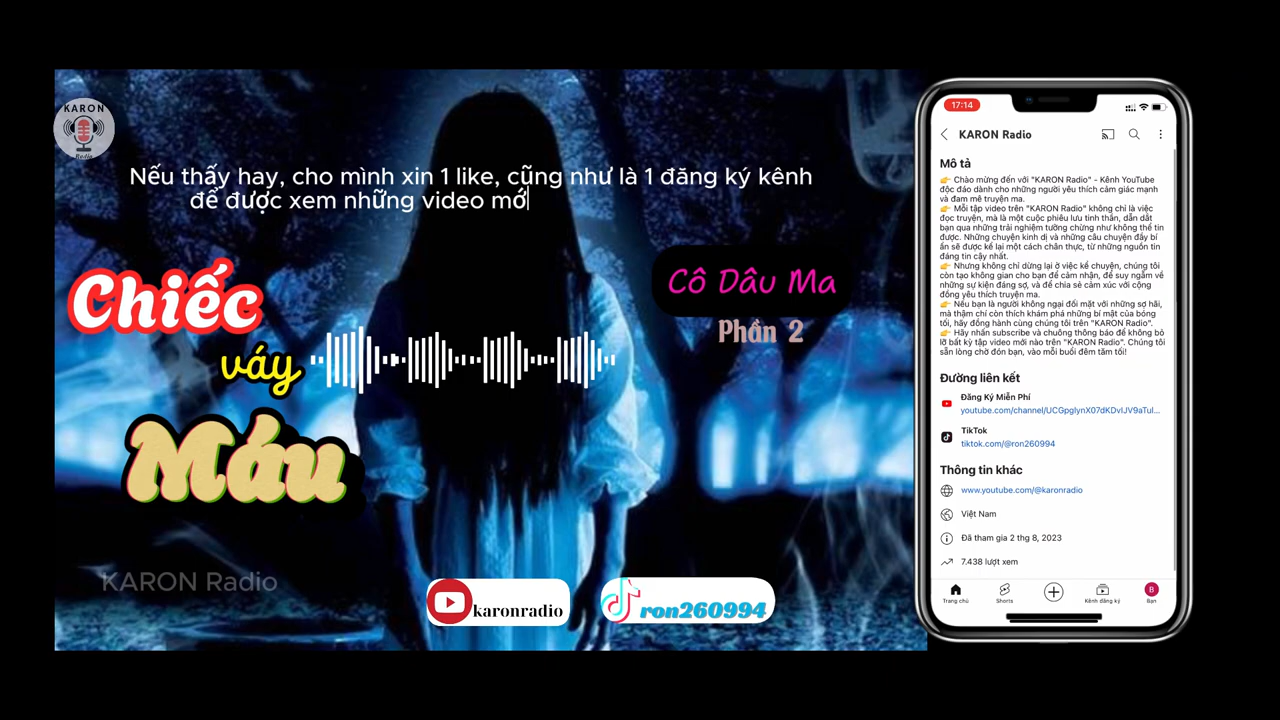 KARON
Radio
Nếu thấy hay, cho mình xin 1 like, cũng như là 1 đăng ký kênh
để được xem những video mớ
Chiếc
váy
Máu
Cô Dâu Ma
Phần 2
KARON Radio
karonradio
ron260994
17:14
KARON Radio
Mô tả
👉 Chào mừng đến với "KARON Radio" - Kênh YouTube
độc đáo dành cho những người yêu thích cảm giác mạnh
và đam mê truyện ma.
👉 Mỗi tập video trên "KARON Radio" không chỉ là việc
đọc truyện, mà là một cuộc phiêu lưu tinh thần, dẫn dắt
bạn qua những trải nghiệm tưởng chừng như không thể tin
được. Những chuyện kinh dị và những câu chuyện đầy bí
ẩn sẽ được kể lại một cách chân thực, từ những nguồn tin
đáng tin cậy nhất.
👉 Nhưng không chỉ dừng lại ở việc kể chuyện, chúng tôi
còn tạo không gian cho bạn để cảm nhận, để suy ngẫm về
những sự kiện đáng sợ, và để chia sẻ cảm xúc với cộng
đồng yêu thích truyện ma.
👉 Nếu bạn là người không ngại đối mặt với những sợ hãi,
mà thậm chí còn thích khám phá những bí mật của bóng
tối, hãy đồng hành cùng chúng tôi trên "KARON Radio".
👉 Hãy nhấn subscribe và chuông thông báo để không bỏ
lỡ bất kỳ tập video mới nào trên "KARON Radio". Chúng tôi
sẵn lòng chờ đón bạn, vào mỗi buổi đêm tăm tối!
Đường liên kết
Đăng Ký Miễn Phí
youtube.com/channel/UCGpglynX07dKDvIJV9aTul...
TikTok
tiktok.com/@ron260994
Thông tin khác
www.youtube.com/@karonradio
Việt Nam
Đã tham gia 2 thg 8, 2023
7.438 lượt xem
Trang chủ
Shorts
Kênh đăng ký
B
Bạn